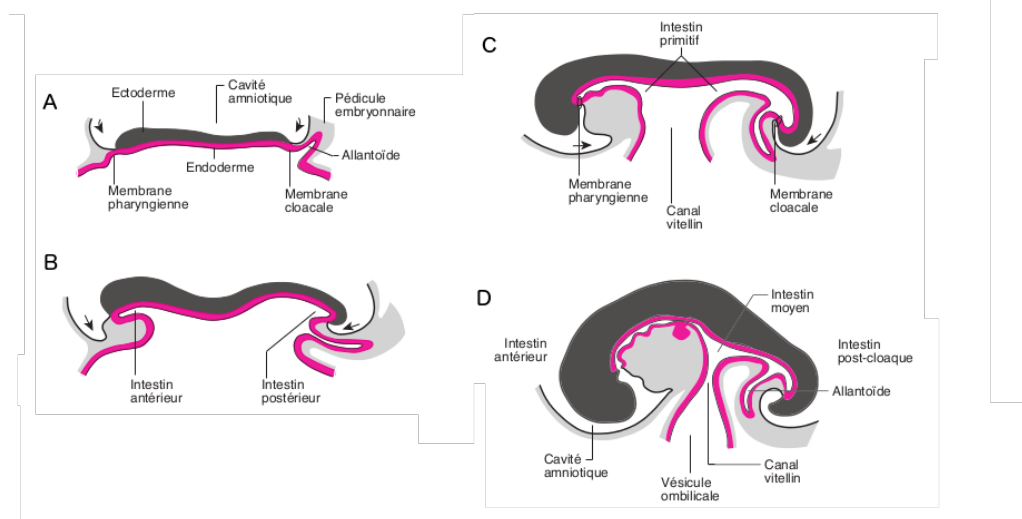 A
Ectoderme
Cavité
amniotique
Pédicule
embryonnaire
Allantoïde
Endoderme
Membrane
pharyngienne
Membrane
cloacale
B
Intestin
antérieur
Intestin
postérieur
C
Intestin
primitif
Membrane
pharyngienne
Canal
vitellin
Membrane
cloacale
D
Intestin
moyen
Intestin
antérieur
Intestin
post-cloaque
Allantoïde
Cavité
amniotique
Vésicule
ombilicale
Canal
vitellin